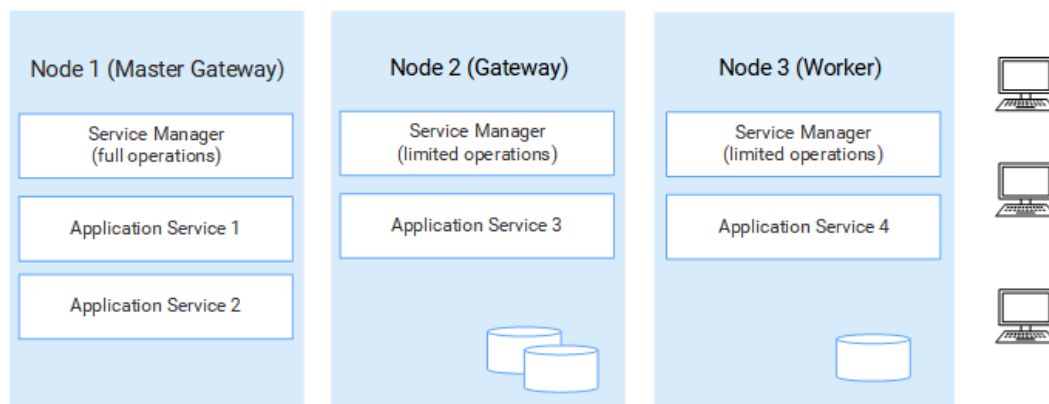 Node 1 (Master Gateway)
Service Manager
(full operations)
Application Service 1
Application Service 2
Node 2 (Gateway)
Service Manager
(limited operations)
Application Service 3
Node 3 (Worker)
Service Manager
(limited operations)
Application Service 4